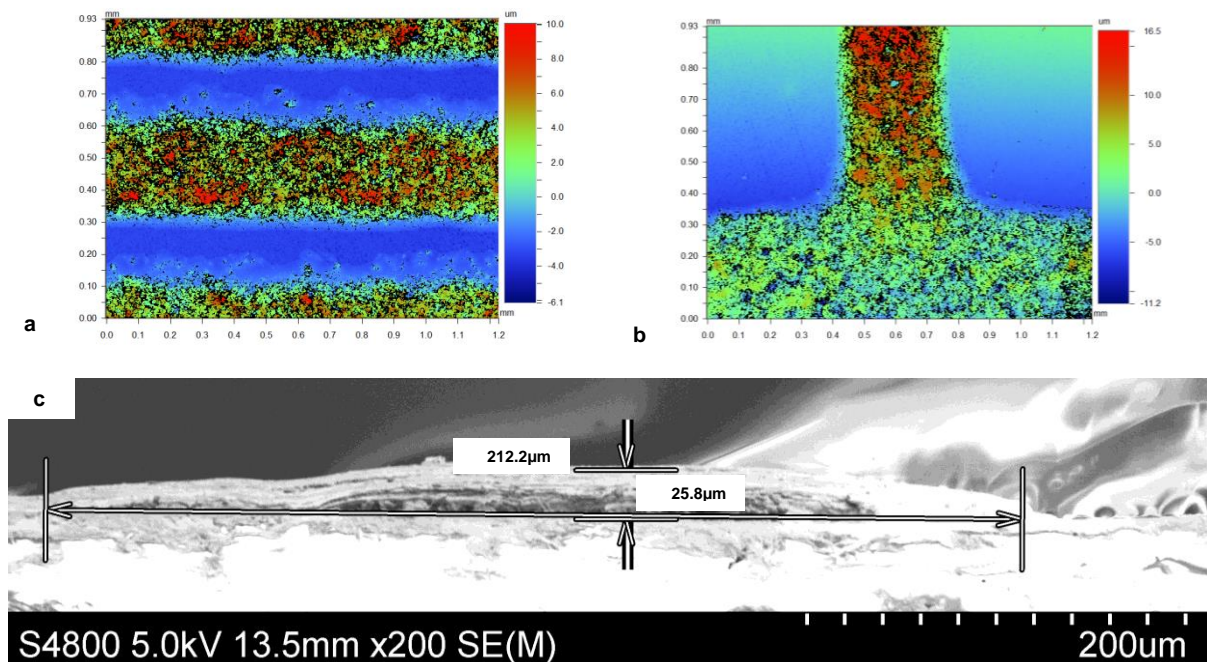 mm
0.93
0.80
0.70
0.60
0.50
0.40
0.30
0.20
0.10
0.00
0.0 0.1 0.2 0.3 0.4 0.5 0.6 0.7 0.8 0.9 1.0 1.1 1.2
mm
um
10.0
8.0
6.0
4.0
2.0
0.0
-2.0
-4.0
-6.1
a
mm
0.93
0.80
0.70
0.60
0.50
0.40
0.30
0.20
0.10
0.00
0.0 0.1 0.2 0.3 0.4 0.5 0.6 0.7 0.8 0.9 1.0 1.2
mm
um
16.5
10.0
5.0
0.0
-5.0
-11.2
b
c
212.2µm
25.8µm
S4800 5.0kV 13.5mm x200 SE(M)
200um